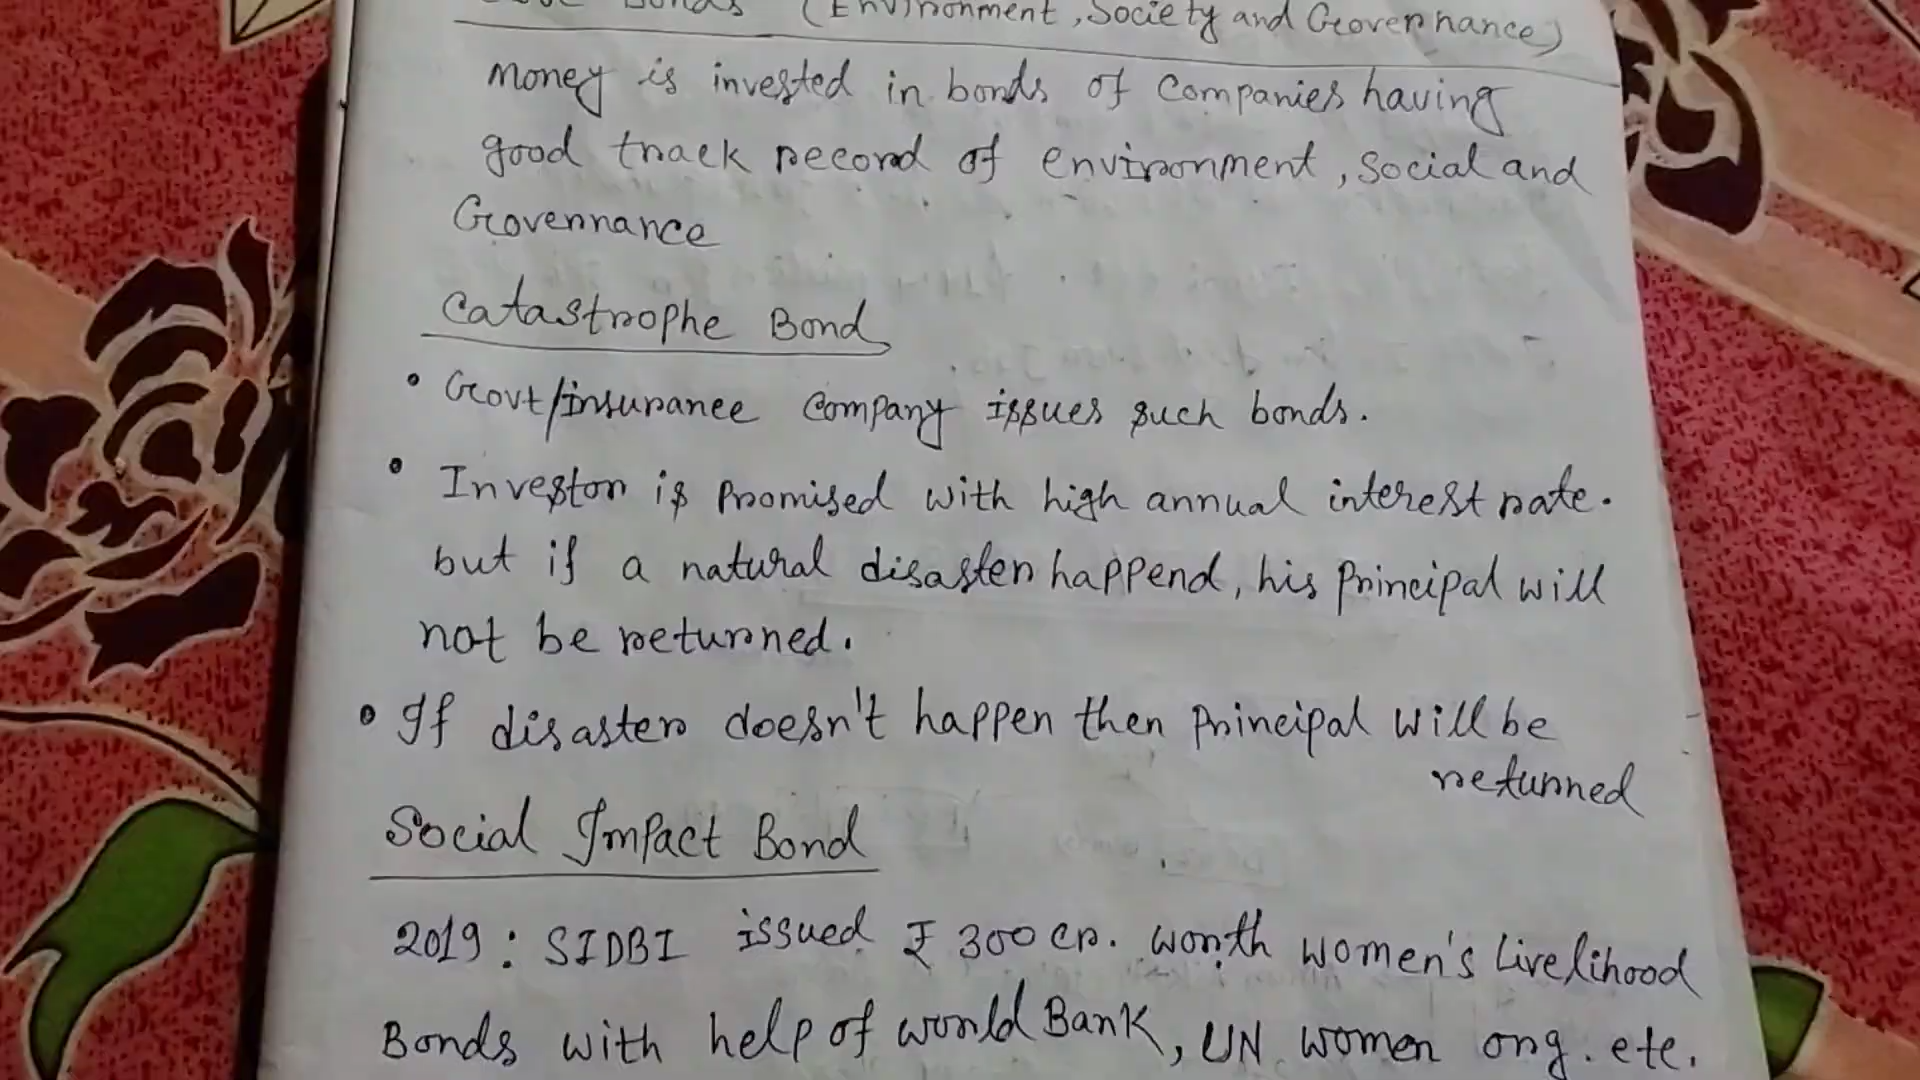 Bonds (Environment, Society and Governance)
Money is invested in bonds of Companies having
good track record of environment, Social and
Governance
Catastrophe Bond
• Govt/insurance Company issues such bonds.
• Investor is Promised with high annual interest rate.
but if a natural disaster happend, his Principal will
not be returned.
• If disaster doesn't happen then Principal will be
returned
Social Impact Bond
2019: SIDBI issued ₹ 300 cr. worth Women's Livelihood
Bonds with help of World Bank, UN Women org. etc.